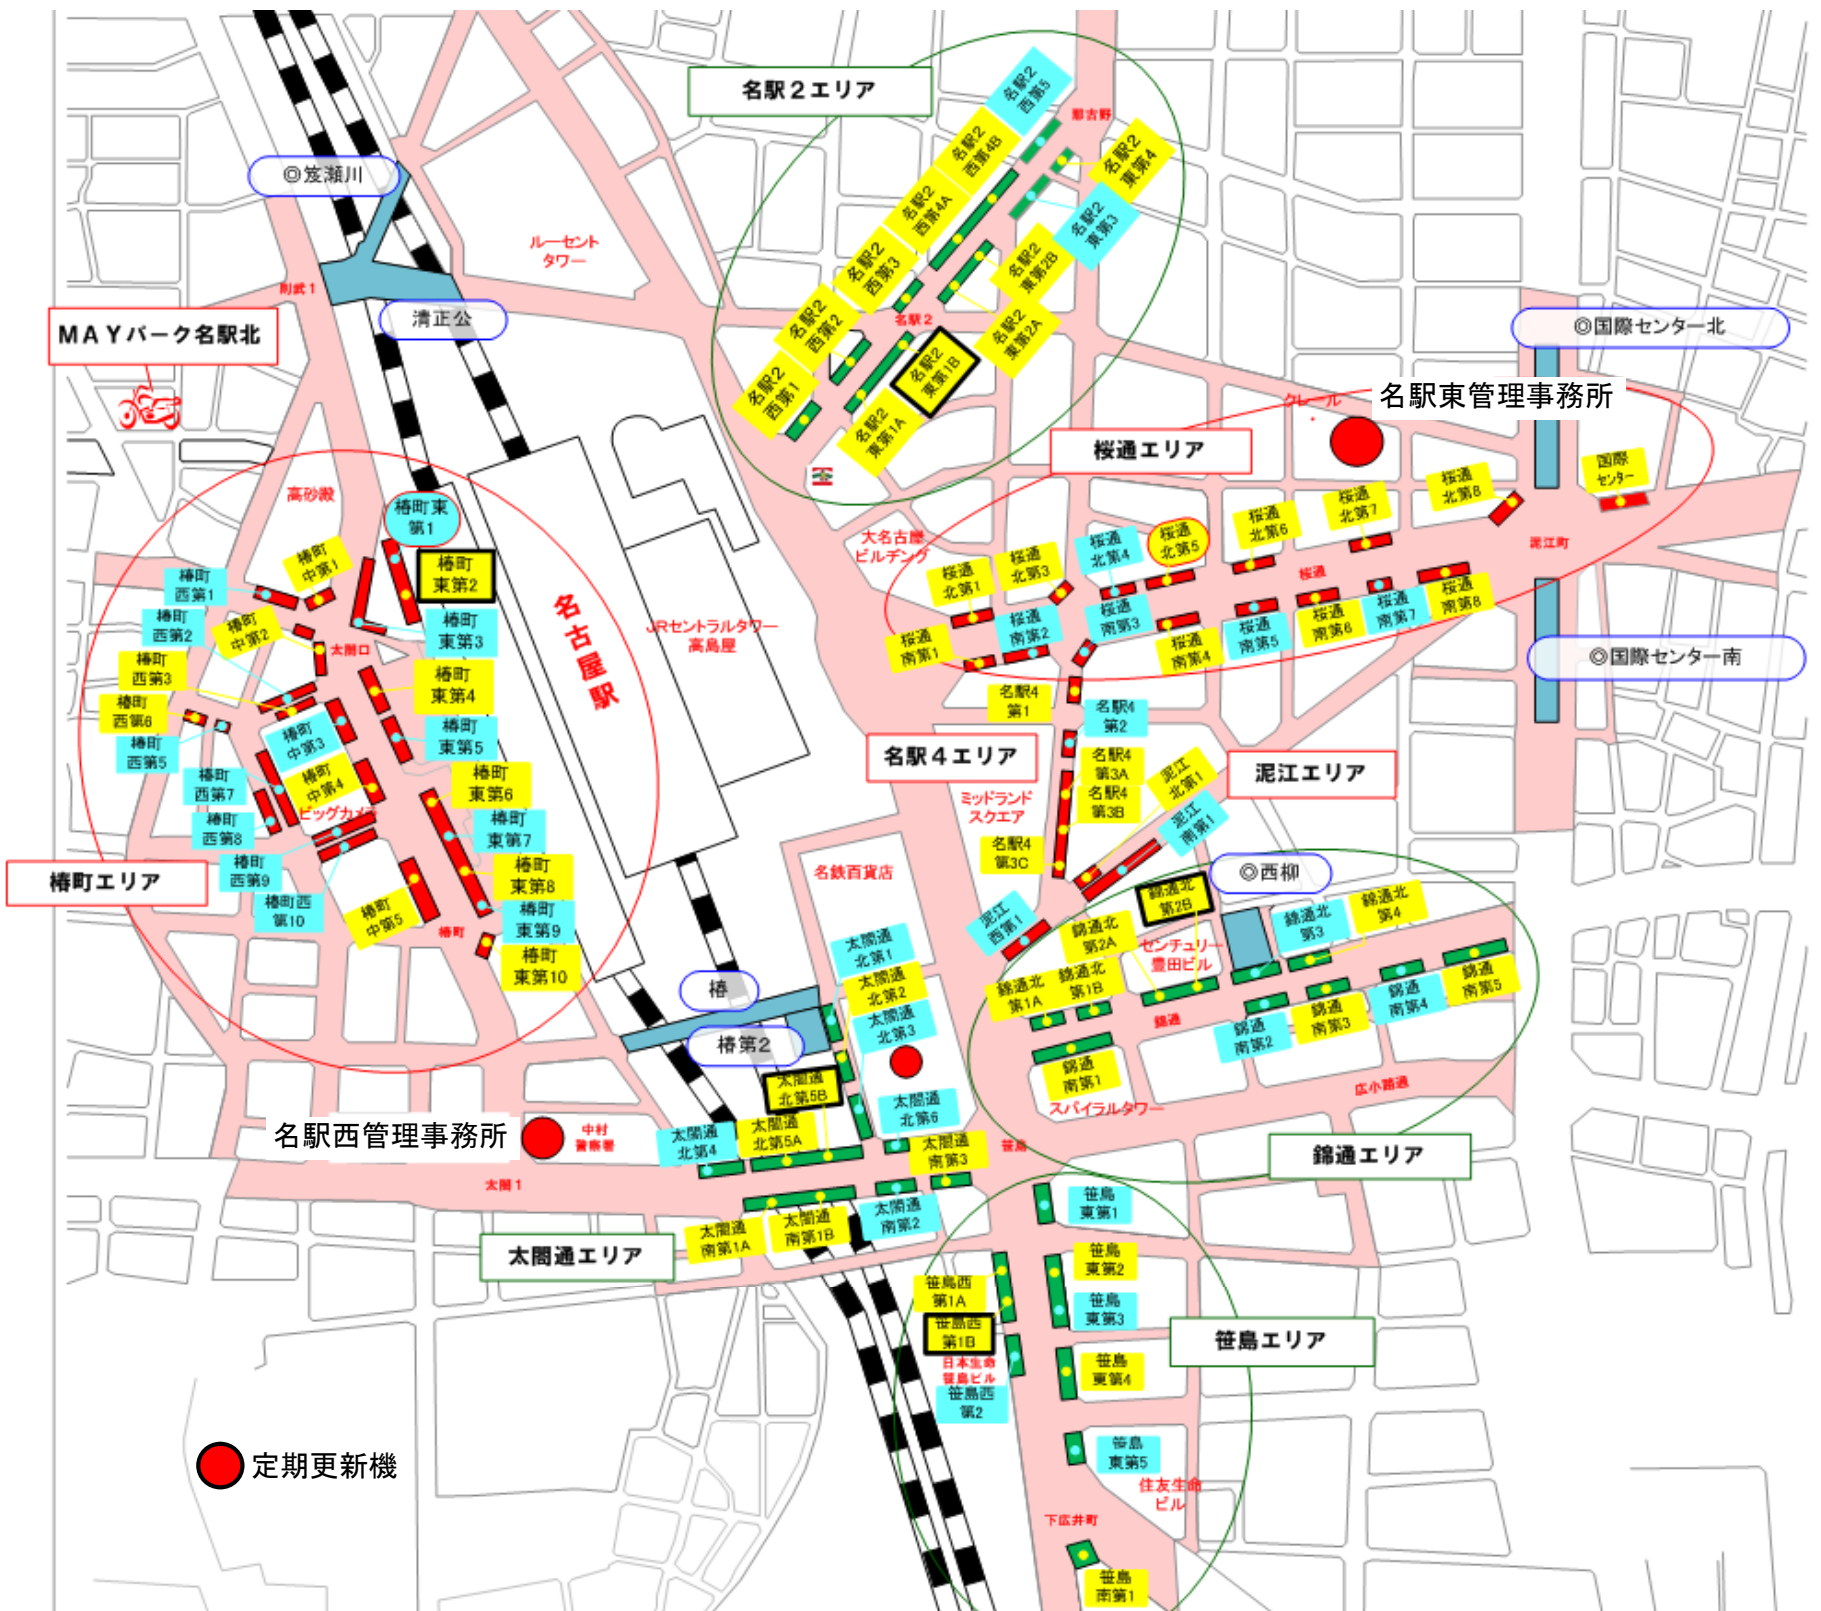 名駅２エリア
名駅2
西第5
那古野
名駅2
西第4B
名駅2
東第4
◎笈瀬川
名駅2
西第4A
名駅2
東第3
ルーセント
タワー
名駅2
西第3
名駅2
東第2B
則武１
清正公
名駅２
名駅2
西第2
名駅2
東第2A
◎国際センター北
ＭＡＹパーク名駅北
名駅2
東第1B
名駅2
西第1
名駅2
東第1A
クレール
名駅東管理事務所
桜通エリア
高砂殿
椿町東
第1
大名古屋
ビルヂング
桜通
北第1
桜通
北第3
桜通
北第4
桜通
北第5
桜通
北第6
桜通
北第7
桜通
北第8
国際
センター
泥江町
桜通
椿町
中第1
椿町
東第2
椿町
西第1
椿町
西第2
椿町
中第2
椿町
東第3
太閤口
名古屋駅
JRセントラルタワー
高島屋
桜通
南第1
桜通
南第2
桜通
南第3
桜通
南第4
桜通
南第5
桜通
南第6
桜通
南第7
桜通
南第8
◎国際センター南
椿町
西第3
椿町
東第4
椿町
西第6
椿町
西第5
椿町
中第3
椿町
東第5
名駅4
第1
名駅4
第2
名駅４エリア
名駅4
第3A
名駅4
第3B
泥江
北第1
泥江エリア
椿町
西第7
椿町
中第4
椿町
東第6
ビッグカメラ
ミッドランド
スクエア
泥江
南第1
椿町
西第8
椿町
東第7
名駅4
第3C
椿町エリア
椿町
西第9
椿町
東第8
名鉄百貨店
◎西柳
椿町西
第10
椿町
中第5
椿町
東第9
椿町
椿町
東第10
泥江
西第1
錦通北
第2A
錦通北
第2B
錦通北
第3
錦通北
第4
センチュリー
豊田ビル
太閤通
北第1
太閤通
北第2
太閤通
北第3
椿
椿第2
錦通北
第1A
錦通北
第1B
錦通
錦通
南第1
錦通
南第2
錦通
南第3
錦通
南第4
錦通
南第5
スパイラルタワー
広小路通
太閤通
北第5B
太閤通
北第6
名駅西管理事務所
中村
警察署
太閤通
北第4
太閤通
北第5A
太閤通
南第3
笹島
錦通エリア
太閤１
太閤通
南第1A
太閤通
南第1B
太閤通
南第2
笹島
東第1
太閤通エリア
笹島
東第2
笹島西
第1A
笹島
東第3
笹島西
第1B
笹島エリア
日本生命
笹島ビル
笹島
東第4
笹島西
第2
笹島
東第5
定期更新機
住友生命
ビル
下広井町
笹島
南第1